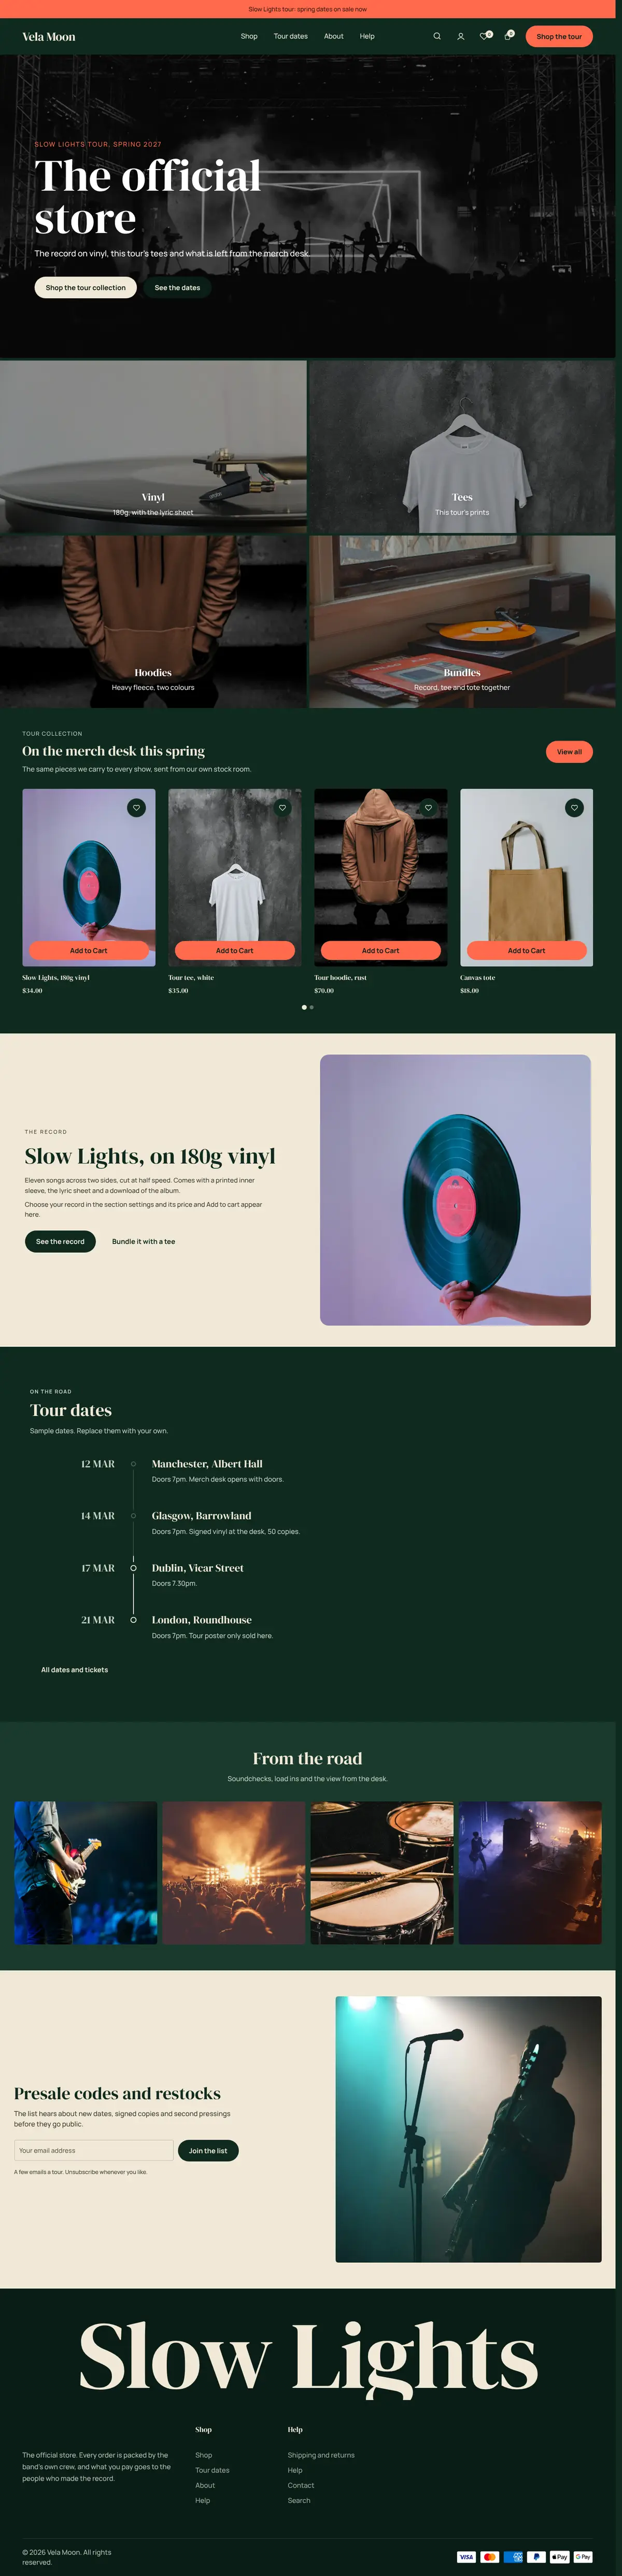 Slow Lights tour: spring dates on sale now
Vela Moon
Shop
Tour dates
About
Help
0
0
Shop the tour
SLOW LIGHTS TOUR, SPRING 2027
The official
store
The record on vinyl, this tour's tees and what is left from the merch desk.
Shop the tour collection
See the dates
Vinyl
180g, with the lyric sheet
Tees
This tour's prints
Hoodies
Heavy fleece, two colours
Bundles
Record, tee and tote together
TOUR COLLECTION
On the merch desk this spring
The same pieces we carry to every show, sent from our own stock room.
View all
Add to Cart
Add to Cart
Add to Cart
Add to Cart
Slow Lights, 180g vinyl
$34.00
Tour tee, white
$35.00
Tour hoodie, rust
$70.00
Canvas tote
$18.00
THE RECORD
Slow Lights, on 180g vinyl
Eleven songs across two sides, cut at half speed. Comes with a printed inner
sleeve, the lyric sheet and a download of the album.
Choose your record in the section settings and its price and Add to cart appear
here.
See the record
Bundle it with a tee
ON THE ROAD
Tour dates
Sample dates. Replace them with your own.
12 MAR
Manchester, Albert Hall
Doors 7pm. Merch desk opens with doors.
14 MAR
Glasgow, Barrowland
Doors 7pm. Signed vinyl at the desk, 50 copies.
17 MAR
Dublin, Vicar Street
Doors 7.30pm.
21 MAR
London, Roundhouse
Doors 7pm. Tour poster only sold here.
All dates and tickets
From the road
Soundchecks, load ins and the view from the desk.
Presale codes and restocks
The list hears about new dates, signed copies and second pressings
before they go public.
Your email address
Join the list
A few emails a tour. Unsubscribe whenever you like.
Slow Lights
The official store. Every order is packed by the
band's own crew, and what you pay goes to the
people who made the record.
Shop
Shop
Tour dates
About
Help
Help
Shipping and returns
Help
Contact
Search
© 2026 Vela Moon. All rights
reserved.
VISA
Pay
G Pay